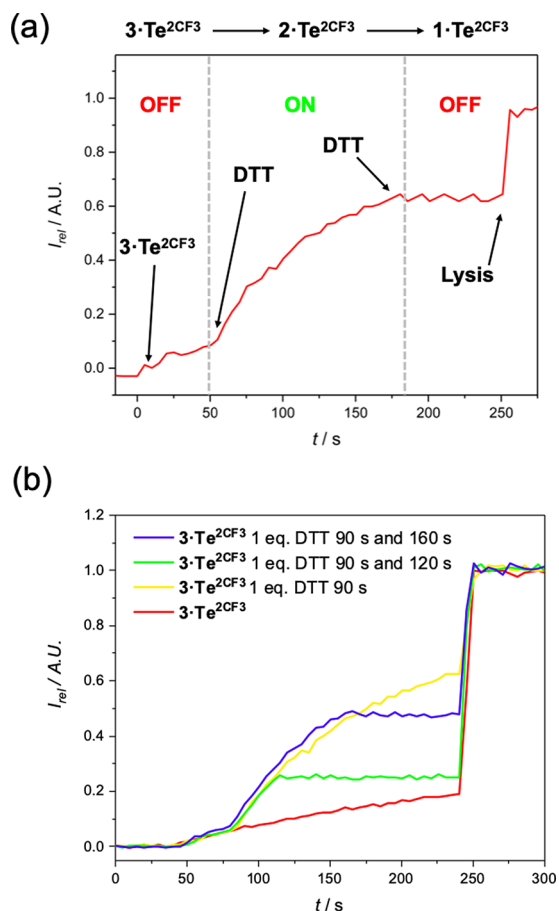 (a)
3·Te²ᶜᶠ³ → 2·Te²ᶜᶠ³ → 1·Te²ᶜᶠ³
OFF ON OFF
1.0
0.8
0.6
0.4
0.2
0.0
I_rel / A.U.
3·Te²ᶜᶠ³
DTT
DTT
Lysis
0 50 100 150 200 250
t / s
(b)
1.2
1.0
0.8
0.6
0.4
0.2
0.0
I_rel / A.U.
3·Te²ᶜᶠ³ 1 eq. DTT 90 s and 160 s
3·Te²ᶜᶠ³ 1 eq. DTT 90 s and 120 s
3·Te²ᶜᶠ³ 1 eq. DTT 90 s
3·Te²ᶜᶠ³
0 50 100 150 200 250 300
t / s